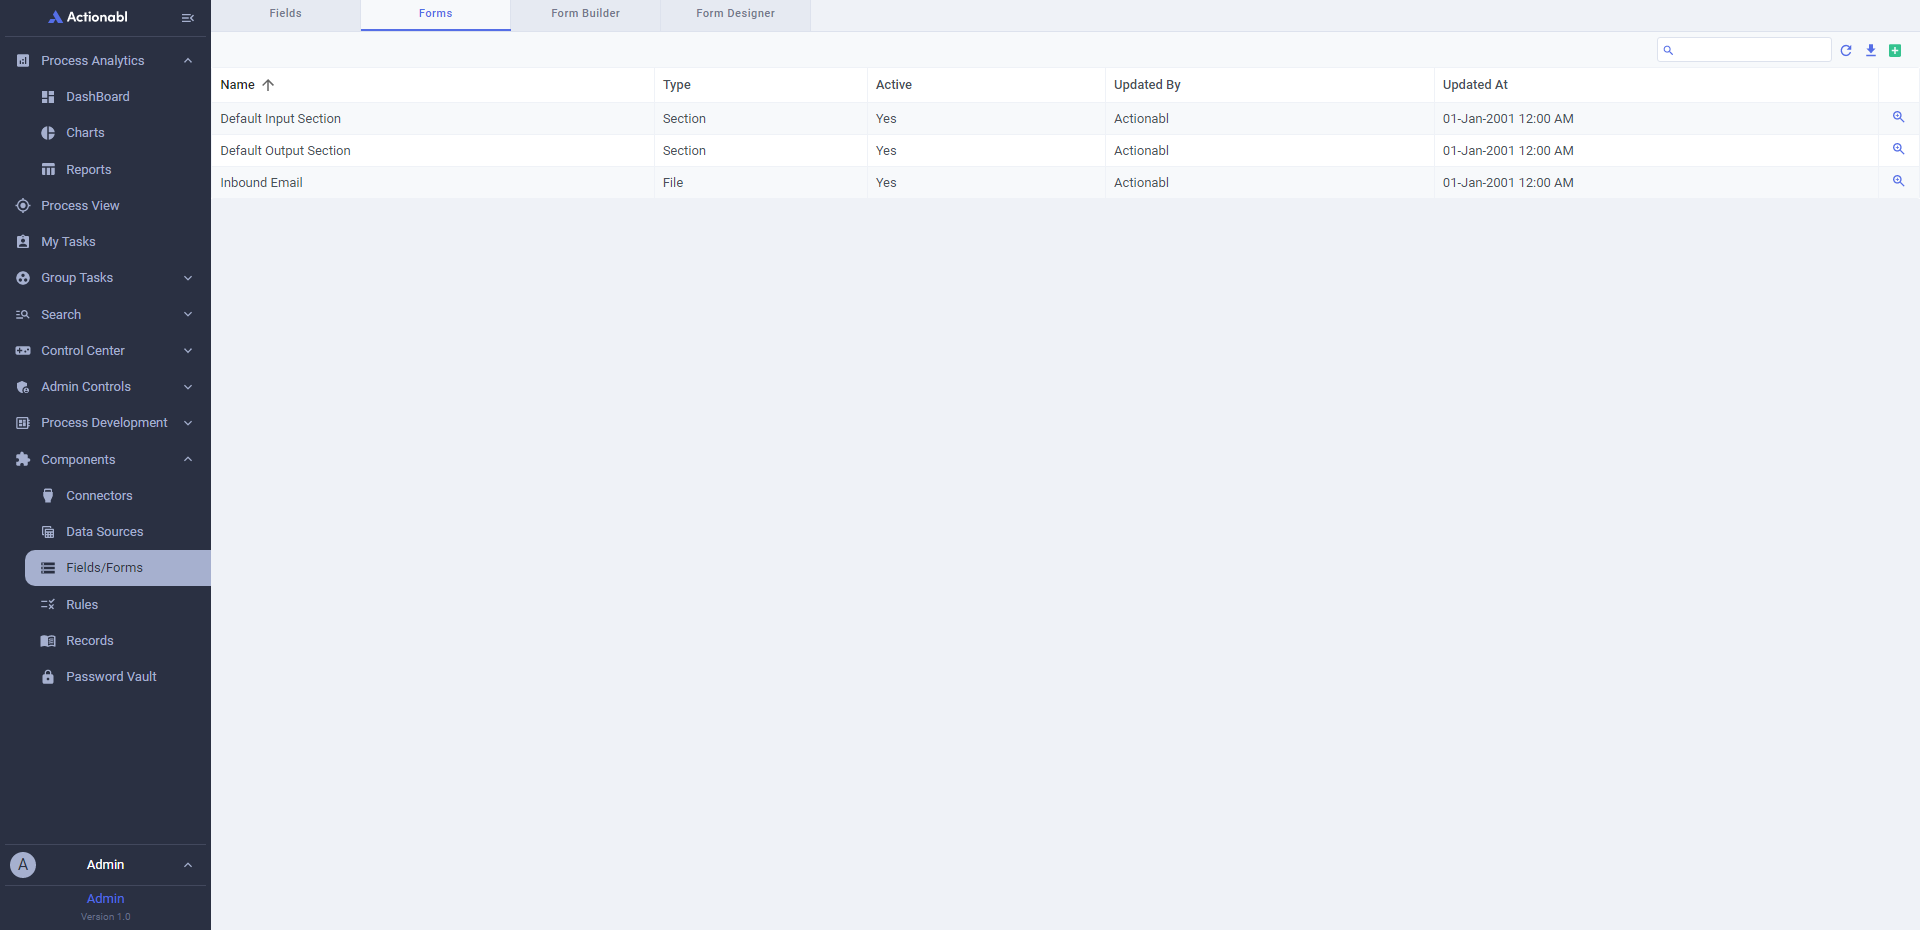 Actionabl
Process Analytics
DashBoard
Charts
Reports
Process View
My Tasks
Group Tasks
Search
Control Center
Admin Controls
Process Development
Components
Connectors
Data Sources
Fields/Forms
Rules
Records
Password Vault
A Admin
Admin
Version 1.0
Fields Forms Form Builder Form Designer
Name Type Active Updated By Updated At
Default Input Section Section Yes Actionabl 01-Jan-2001 12:00 AM
Default Output Section Section Yes Actionabl 01-Jan-2001 12:00 AM
Inbound Email File Yes Actionabl 01-Jan-2001 12:00 AM